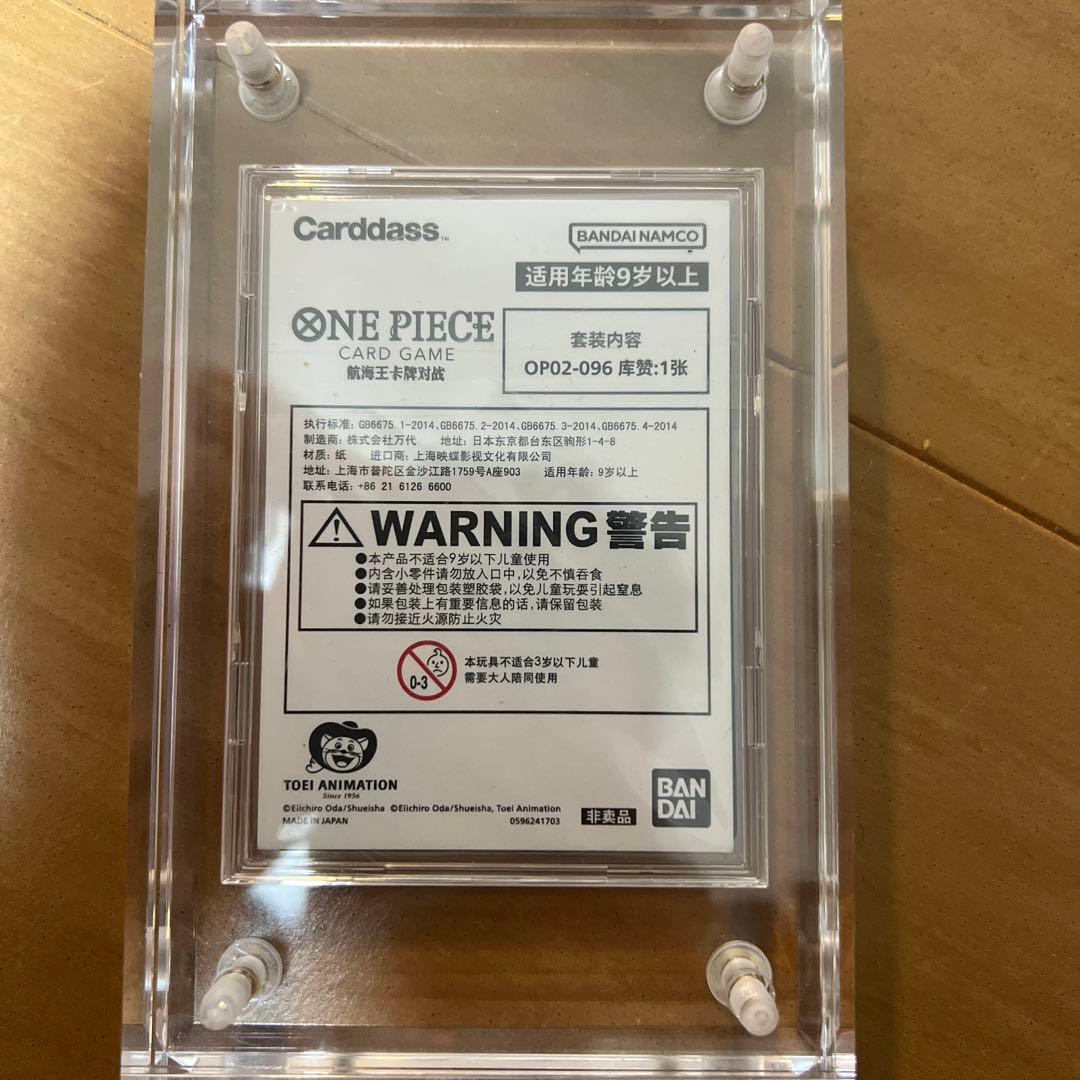 Carddass™
BANDAI NAMCO
适用年龄9岁以上
ONE PIECE
CARD GAME
航海王卡牌对战
套装内容
OP02-096 库赞:1张
执行标准: GB6675.1-2014、GB6675.2-2014、GB6675.3-2014、GB6675.4-2014
制造商: 株式会社万代 地址: 日本东京都台东区驹形1-4-8
材质: 纸 进口商: 上海映蝶影视文化有限公司
地址: 上海市普陀区金沙江路1759号A座903 适用年龄: 9岁以上
联系电话: +86 21 6126 6600
WARNING 警告
●本产品不适合9岁以下儿童使用
●内含小零件请勿放入口中,以免不慎吞食
●请妥善处理包装塑胶袋,以免儿童玩耍引起窒息
●如果包装上有重要信息的话,请保留包装
●请勿接近火源防止火灾
0-3
本玩具不适合3岁以下儿童
需要大人陪同使用
TOEI ANIMATION
Since 1956
©Eiichiro Oda/Shueisha ©Eiichiro Oda/Shueisha, Toei Animation
MADE IN JAPAN
0596241703
非卖品
BAN
DAI